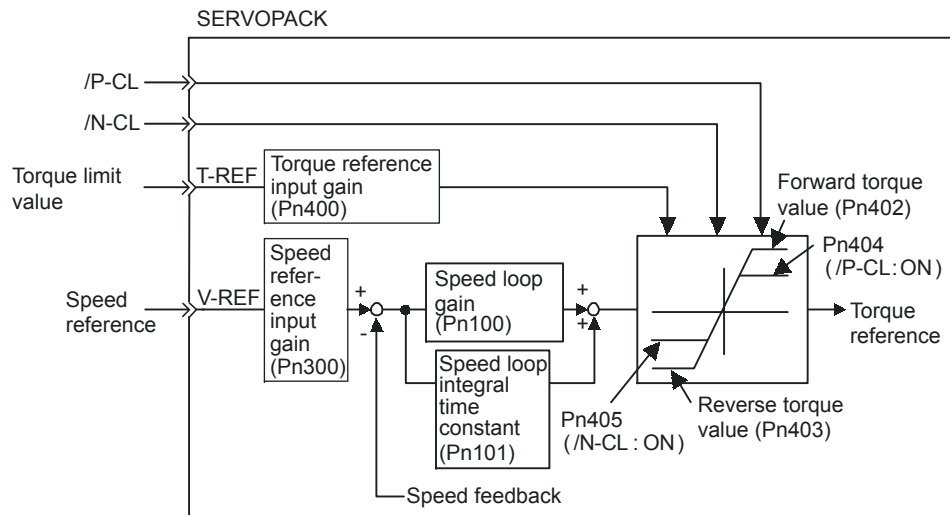 SERVOPACK
/P-CL
/N-CL
Torque limit
value
T-REF
Torque reference
input gain
(Pn400)
Forward torque
value (Pn402)
Pn404
(/P-CL: ON)
Speed
reference
V-REF
Speed
refer-
ence
input
gain
(Pn300)
+
-
Speed loop
gain
(Pn100)
+
+
Speed loop
integral
time
constant
(Pn101)
Torque
reference
Pn405
(/N-CL : ON)
Reverse torque
value (Pn403)
Speed feedback